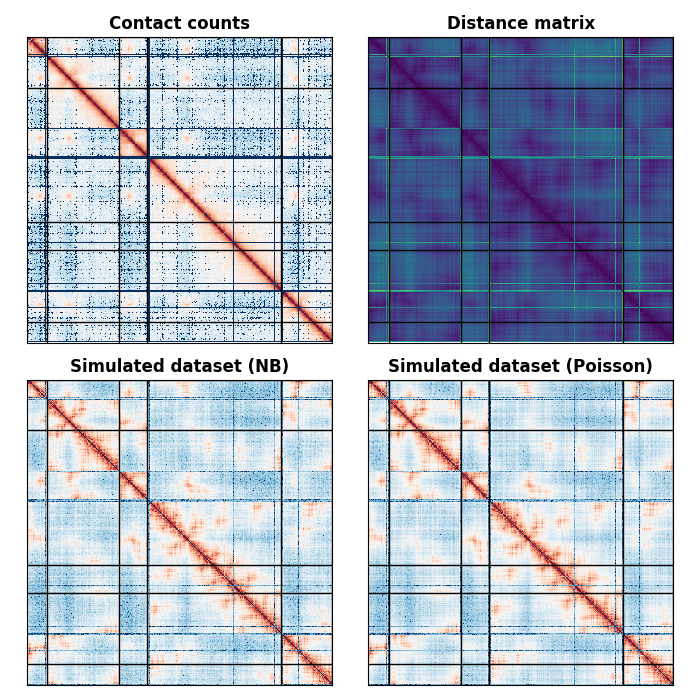 Contact counts
Distance matrix
Simulated dataset (NB)
Simulated dataset (Poisson)